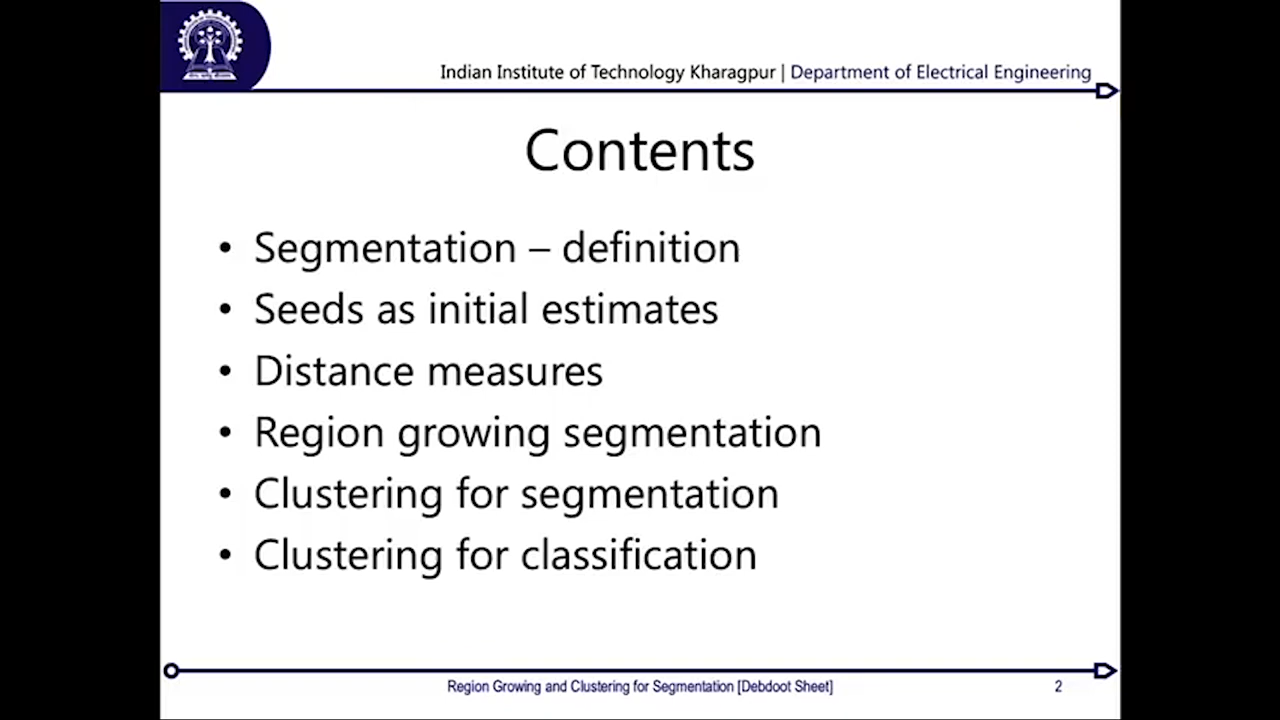 Indian Institute of Technology Kharagpur | Department of Electrical Engineering
Contents
• Segmentation – definition
• Seeds as initial estimates
• Distance measures
• Region growing segmentation
• Clustering for segmentation
• Clustering for classification
Region Growing and Clustering for Segmentation [Debdoot Sheet]
2